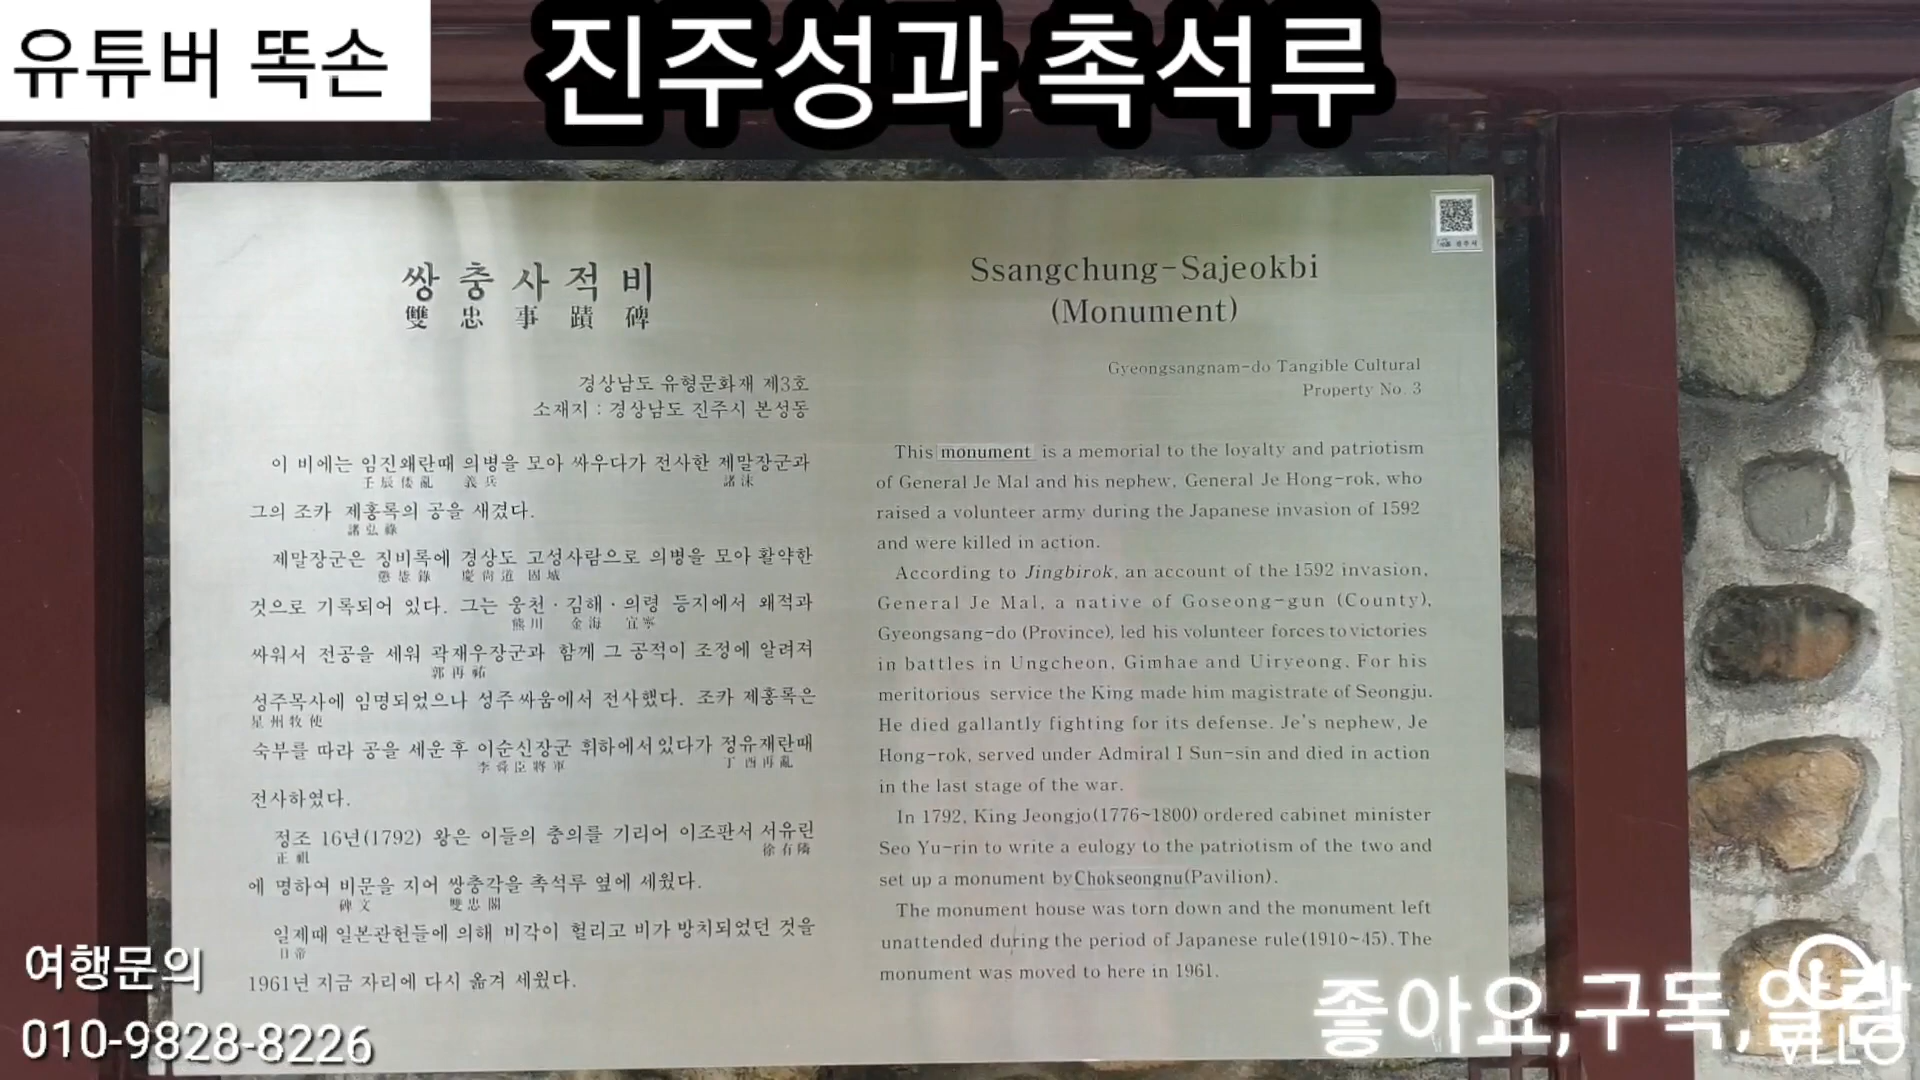 유튜버 똑손
진주성과 촉석루
쌍충사적비
雙忠事蹟碑
경상남도 유형문화재 제3호
소재지 : 경상남도 진주시 본성동
이 비에는 임진왜란때 의병을 모아 싸우다가 전사한 제말장군과
壬辰倭亂 義兵 諸沫
그의 조카 제홍록의 공을 새겼다.
諸弘祿
제말장군은 징비록에 경상도 고성사람으로 의병을 모아 활약한
懲毖錄 慶尙道 固城
것으로 기록되어 있다. 그는 웅천·김해·의령 등지에서 왜적과
熊川 金海 宜寧
싸워서 전공을 세워 곽재우장군과 함께 그 공적이 조정에 알려져
郭再祐
성주목사에 임명되었으나 성주싸움에서 전사했다. 조카 제홍록은
星州牧使
숙부를 따라 공을 세운후 이순신장군 휘하에서있다가 정유재란때
李舜臣將軍 丁酉再亂
전사하였다.
정조 16년(1792) 왕은 이들의 충의를 기리어 이조판서 서유린
正祖 徐有隣
에 명하여 비문을 지어 쌍충각을 촉석루 옆에 세웠다.
碑文 雙忠閣
일제때 일본관헌들에 의해 비각이 헐리고 비가 방치되었던 것을
日帝
1961년 지금 자리에 다시 옮겨 세웠다.
Ssangchung-Sajeokbi
(Monument)
Gyeongsangnam-do Tangible Cultural
Property No. 3
This monument is a memorial to the loyalty and patriotism
of General Je Mal and his nephew, General Je Hong-rok, who
raised a volunteer army during the Japanese invasion of 1592
and were killed in action.
According to Jingbirok, an account of the 1592 invasion,
General Je Mal, a native of Goseong-gun (County),
Gyeongsang-do (Province), led his volunteer forces to victories
in battles in Ungcheon, Gimhae and Uiryeong. For his
meritorious service the King made him magistrate of Seongju.
He died gallantly fighting for its defense. Je's nephew, Je
Hong-rok, served under Admiral I Sun-sin and died in action
in the last stage of the war.
In 1792, King Jeongjo(1776~1800) ordered cabinet minister
Seo Yu-rin to write a eulogy to the patriotism of the two and
set up a monument by Chokseongnu(Pavilion).
The monument house was torn down and the monument left
unattended during the period of Japanese rule(1910~45). The
monument was moved to here in 1961.
여행문의
010-9828-8226
좋아요,구독,알람
VLLO